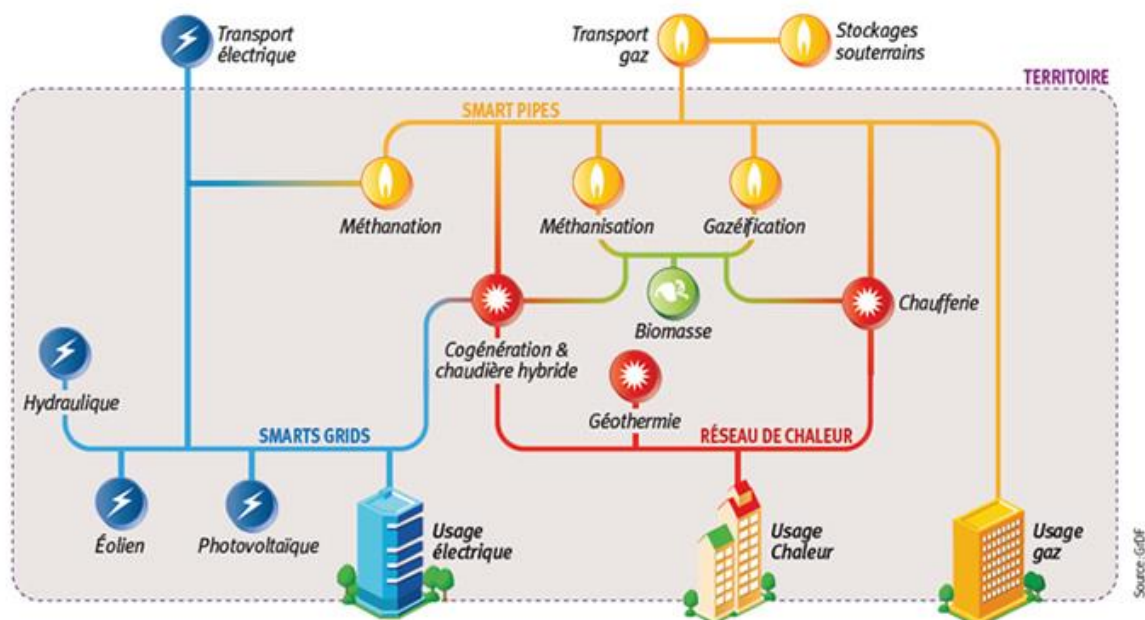 Transport
électrique
Transport
gaz
Stockages
souterrains
TERRITOIRE
SMART PIPES
Méthanation
Méthanisation
Gazéification
Biomasse
Chaufferie
Cogénération &
chaudière hybride
Hydraulique
Géothermie
SMARTS GRIDS
RÉSEAU DE CHALEUR
Éolien
Photovoltaïque
Usage
électrique
Usage
Chaleur
Usage
gaz
Source:GrDF